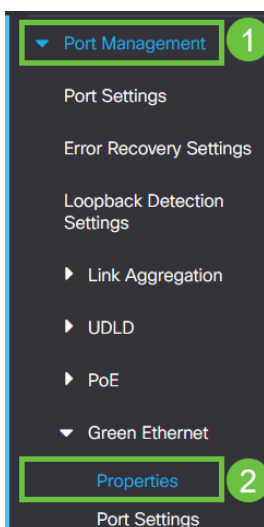 Port Management 1
Port Settings
Error Recovery Settings
Loopback Detection
Settings
Link Aggregation
UDLD
PoE
Green Ethernet
Properties 2
Port Settings